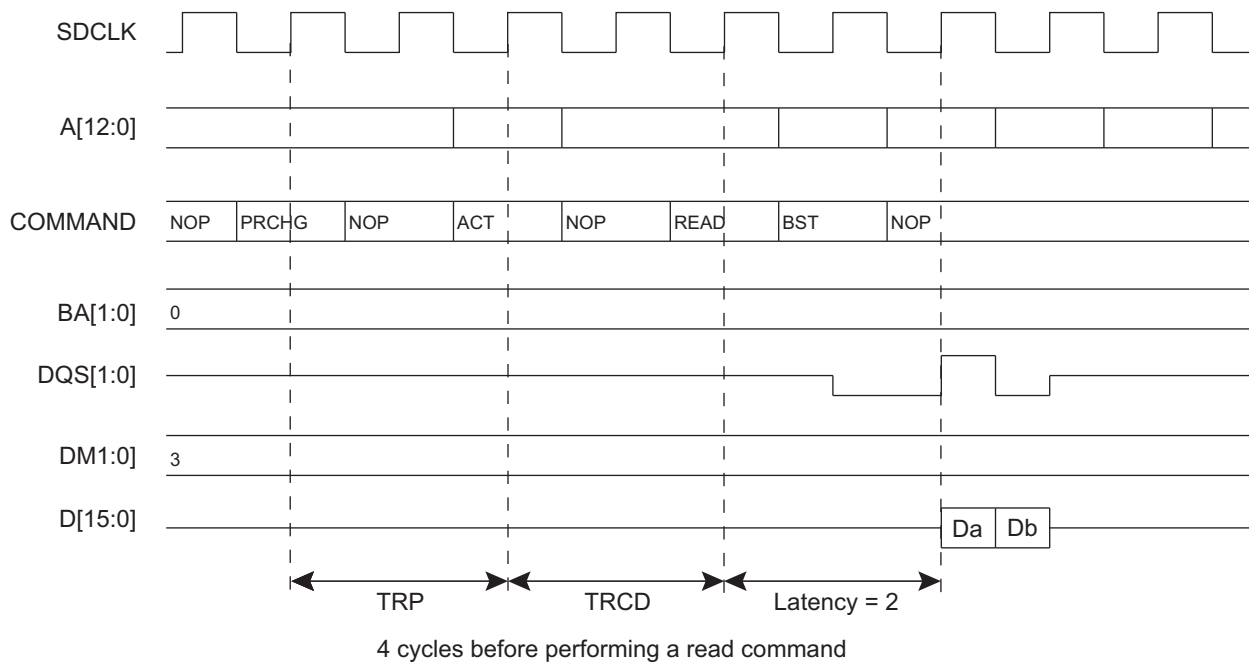 SDCLK
A[12:0]
COMMAND NOP PRCHG NOP ACT NOP READ BST NOP
BA[1:0] 0
DQS[1:0]
DM1:0] 3
D[15:0] Da Db
TRP TRCD Latency = 2
4 cycles before performing a read command